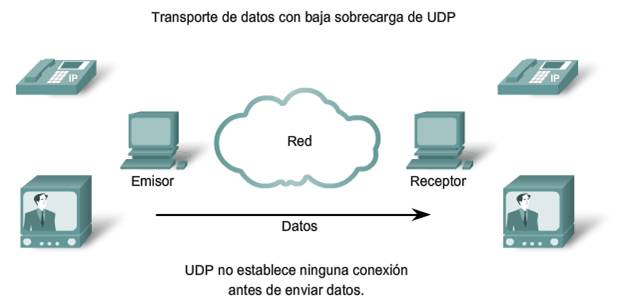 Transporte de datos con baja sobrecarga de UDP
IP
IP
Red
Emisor
Receptor
Datos
UDP no establece ninguna conexión
antes de enviar datos.